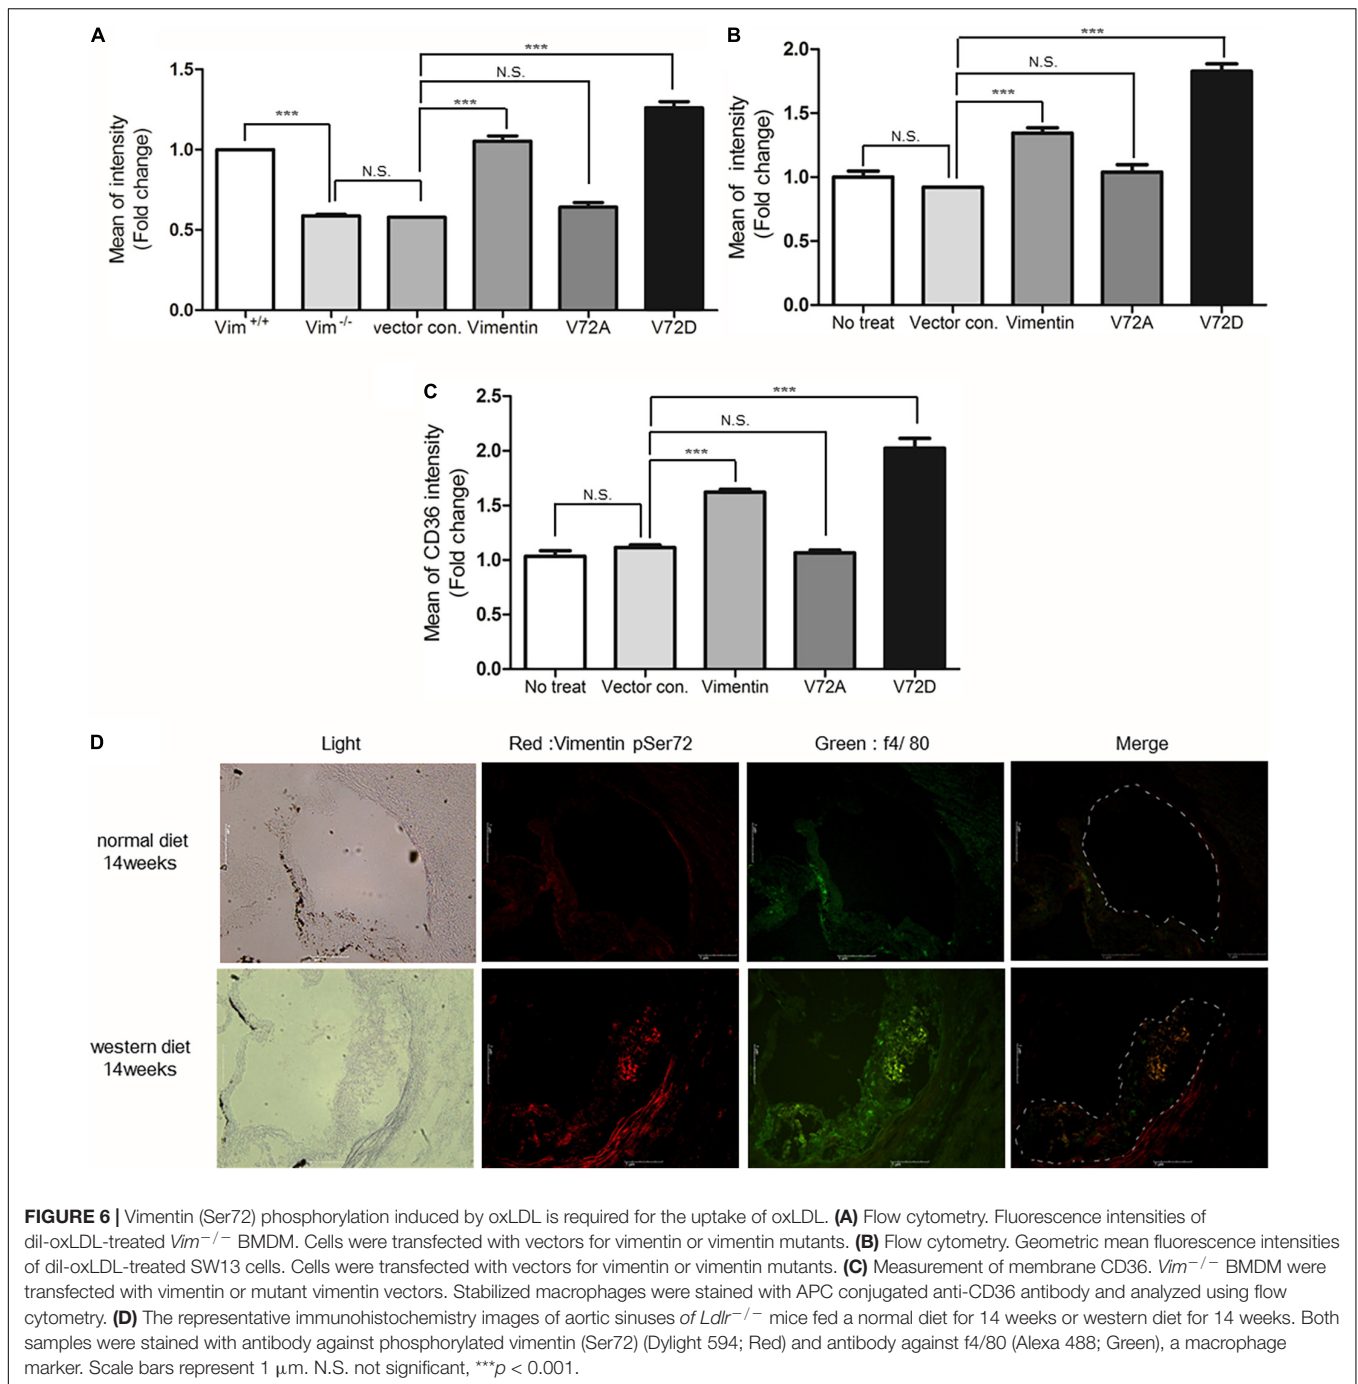 A
***
N.S.
***
***
N.S.
Mean of intensity
(Fold change)
1.5
1.0
0.5
0.0
Vim+/+ Vim-/- vector con. Vimentin V72A V72D
B
***
N.S.
***
N.S.
Mean of intensity
(Fold change)
2.0
1.5
1.0
0.5
0.0
No treat Vector con. Vimentin V72A V72D
C
***
N.S.
***
N.S.
Mean of CD36 intensity
(Fold change)
2.5
2.0
1.5
1.0
0.5
0.0
No treat Vector con. Vimentin V72A V72D
D
Light Red :Vimentin pSer72 Green : f4/ 80 Merge
normal diet
14weeks
western diet
14weeks
FIGURE 6 | Vimentin (Ser72) phosphorylation induced by oxLDL is required for the uptake of oxLDL. (A) Flow cytometry. Fluorescence intensities of
diI-oxLDL-treated Vim−/− BMDM. Cells were transfected with vectors for vimentin or vimentin mutants. (B) Flow cytometry. Geometric mean fluorescence intensities
of diI-oxLDL-treated SW13 cells. Cells were transfected with vectors for vimentin or vimentin mutants. (C) Measurement of membrane CD36. Vim−/− BMDM were
transfected with vimentin or mutant vimentin vectors. Stabilized macrophages were stained with APC conjugated anti-CD36 antibody and analyzed using flow
cytometry. (D) The representative immunohistochemistry images of aortic sinuses of Ldlr−/− mice fed a normal diet for 14 weeks or western diet for 14 weeks. Both
samples were stained with antibody against phosphorylated vimentin (Ser72) (Dylight 594; Red) and antibody against f4/80 (Alexa 488; Green), a macrophage
marker. Scale bars represent 1 μm. N.S. not significant, ***p < 0.001.